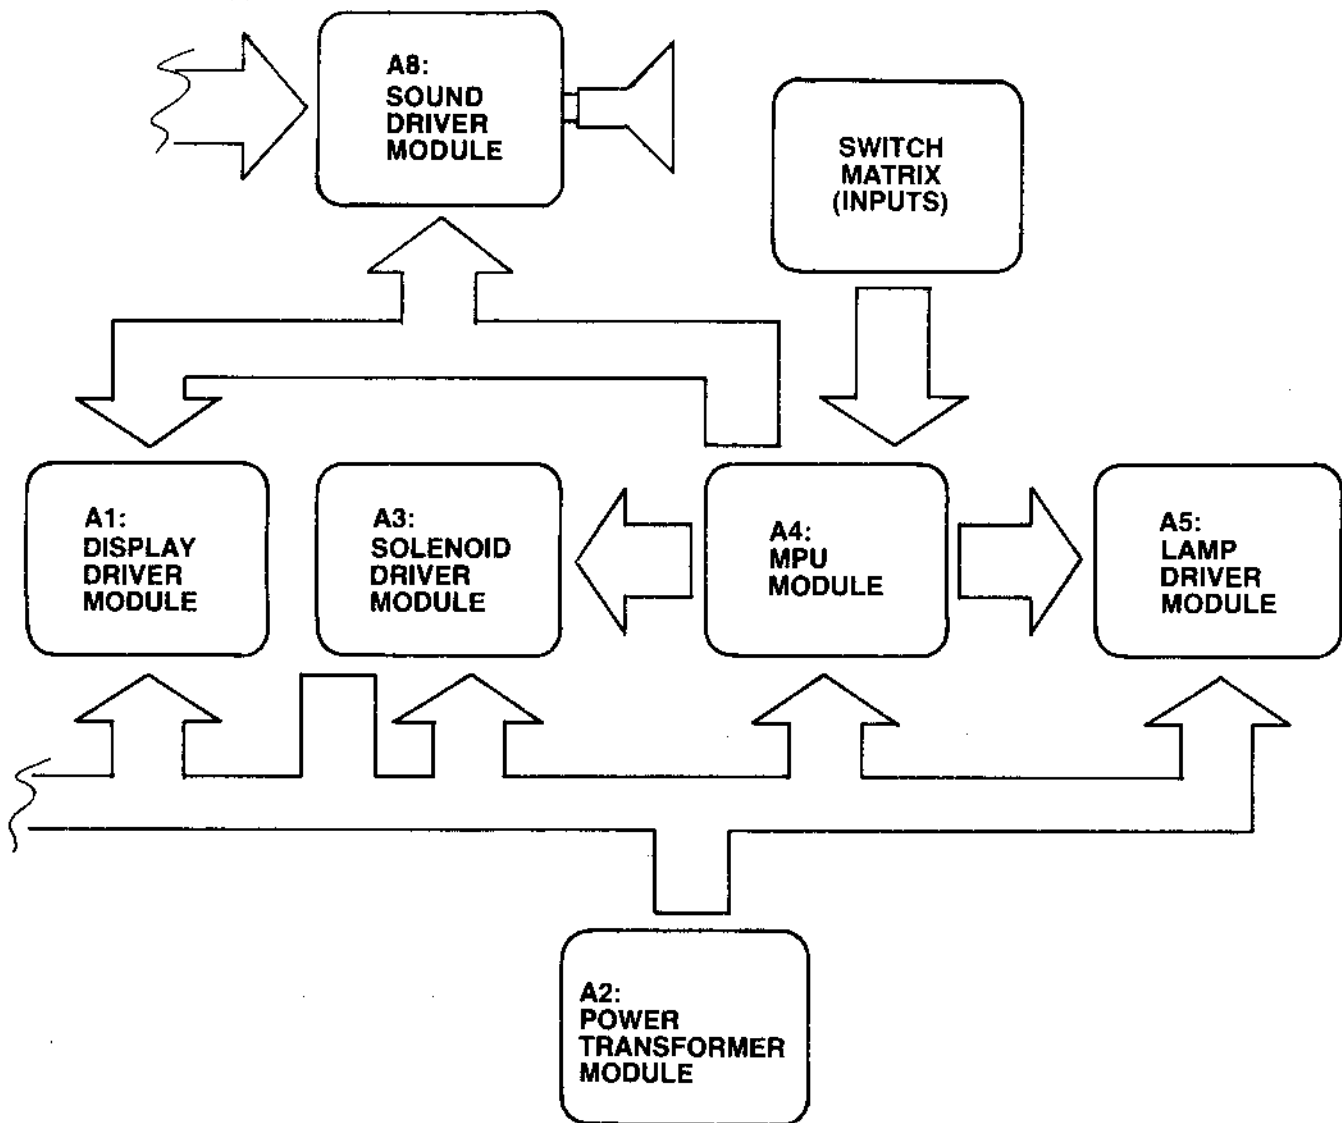 A8:
SOUND
DRIVER
MODULE
SWITCH
MATRIX
(INPUTS)
A1:
DISPLAY
DRIVER
MODULE
A3:
SOLENOID
DRIVER
MODULE
A4:
MPU
MODULE
A5:
LAMP
DRIVER
MODULE
A2:
POWER
TRANSFORMER
MODULE